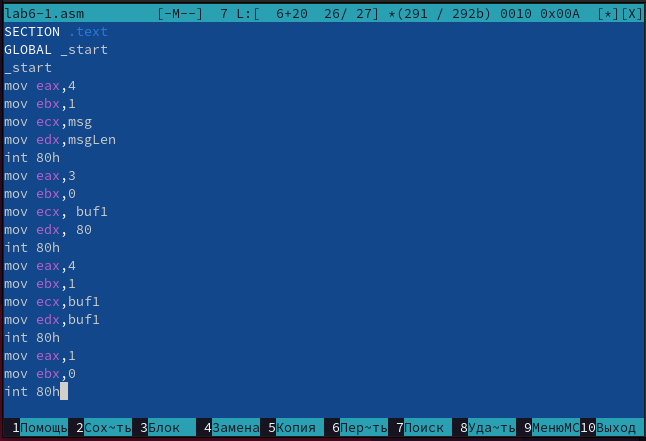 lab6-1.asm [-M--] 7 L:[ 6+20 26/ 27] *(291 / 292b) 0010 0x00A [*][X]
SECTION .text
GLOBAL _start
_start
mov eax,4
mov ebx,1
mov ecx,msg
mov edx,msgLen
int 80h
mov eax,3
mov ebx,0
mov ecx, buf1
mov edx, 80
int 80h
mov eax,4
mov ebx,1
mov ecx,buf1
mov edx,buf1
int 80h
mov eax,1
mov ebx,0
int 80h
1Помощь 2Сох~ть 3Блок 4Замена 5Копия 6Пер~ть 7Поиск 8Уда~ть 9МенюMC 10Выход